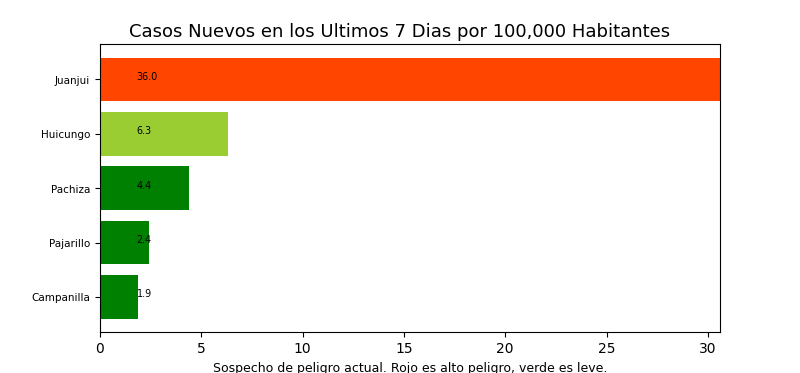 Casos Nuevos en los Ultimos 7 Dias por 100,000 Habitantes
Juanjui 36.0
Huicungo 6.3
Pachiza 4.4
Pajarillo 2.4
Campanilla 1.9
0 5 10 15 20 25 30
Sospecho de peligro actual. Rojo es alto peligro, verde es leve.